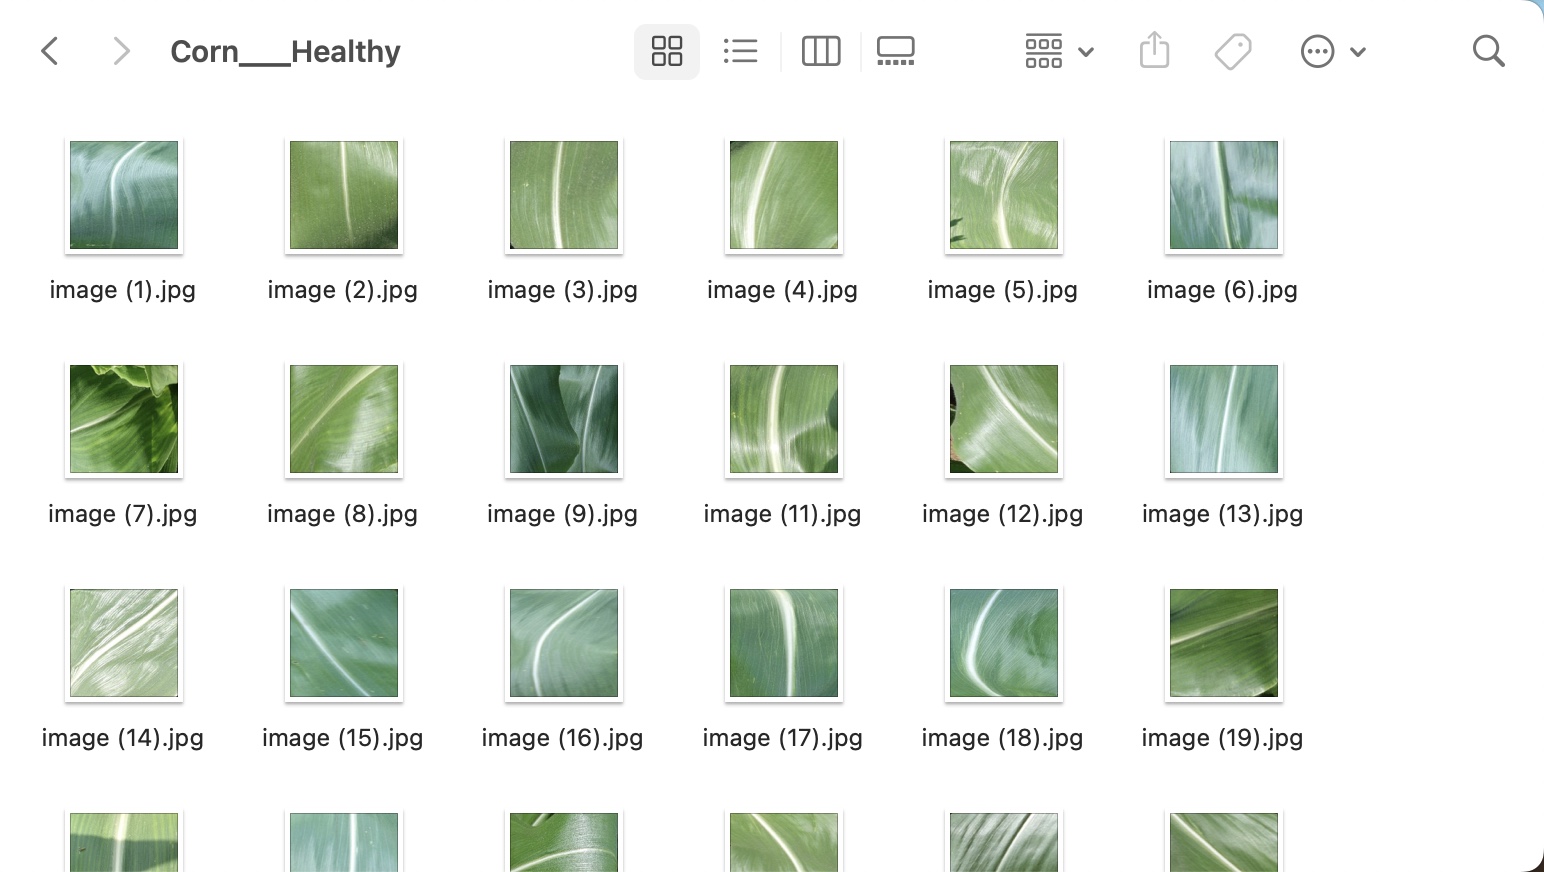 Corn___Healthy
image (1).jpg image (2).jpg image (3).jpg image (4).jpg image (5).jpg image (6).jpg
image (7).jpg image (8).jpg image (9).jpg image (11).jpg image (12).jpg image (13).jpg
image (14).jpg image (15).jpg image (16).jpg image (17).jpg image (18).jpg image (19).jpg